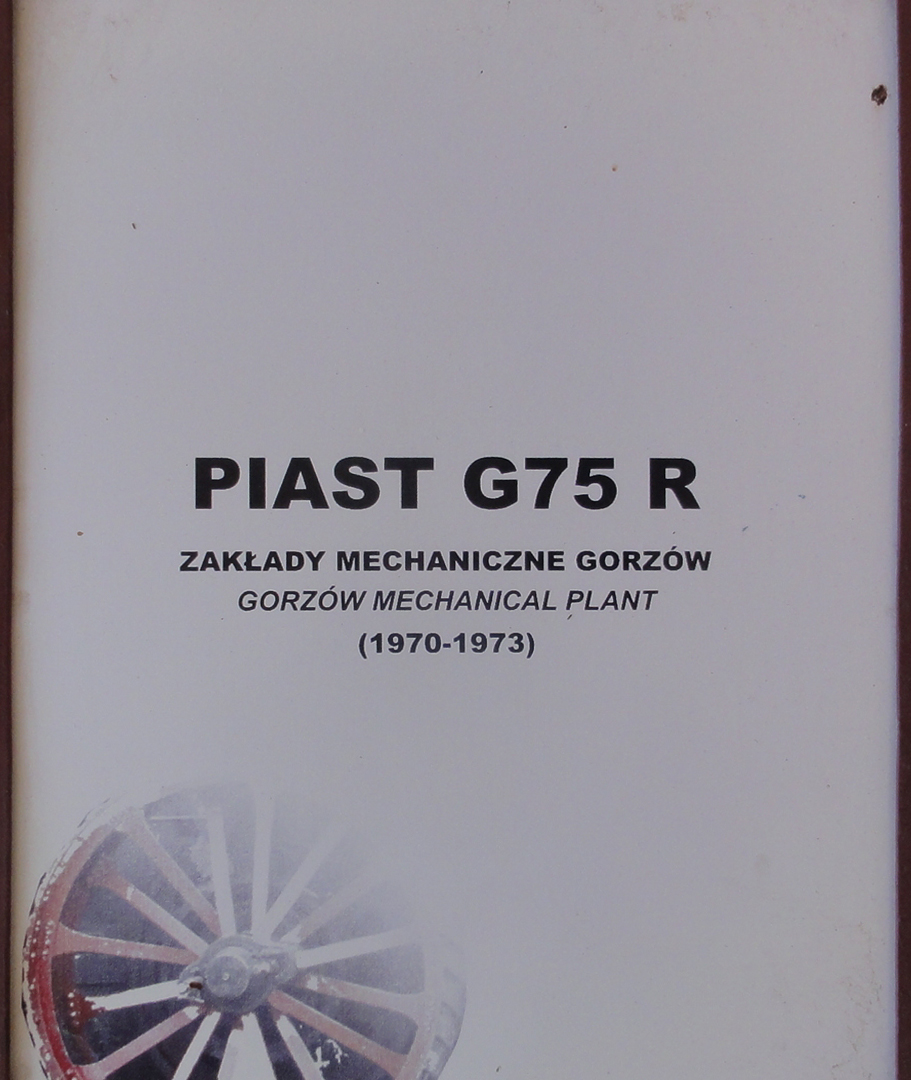 PIAST G75 R
ZAKŁADY MECHANICZNE GORZÓW
GORZÓW MECHANICAL PLANT
(1970-1973)